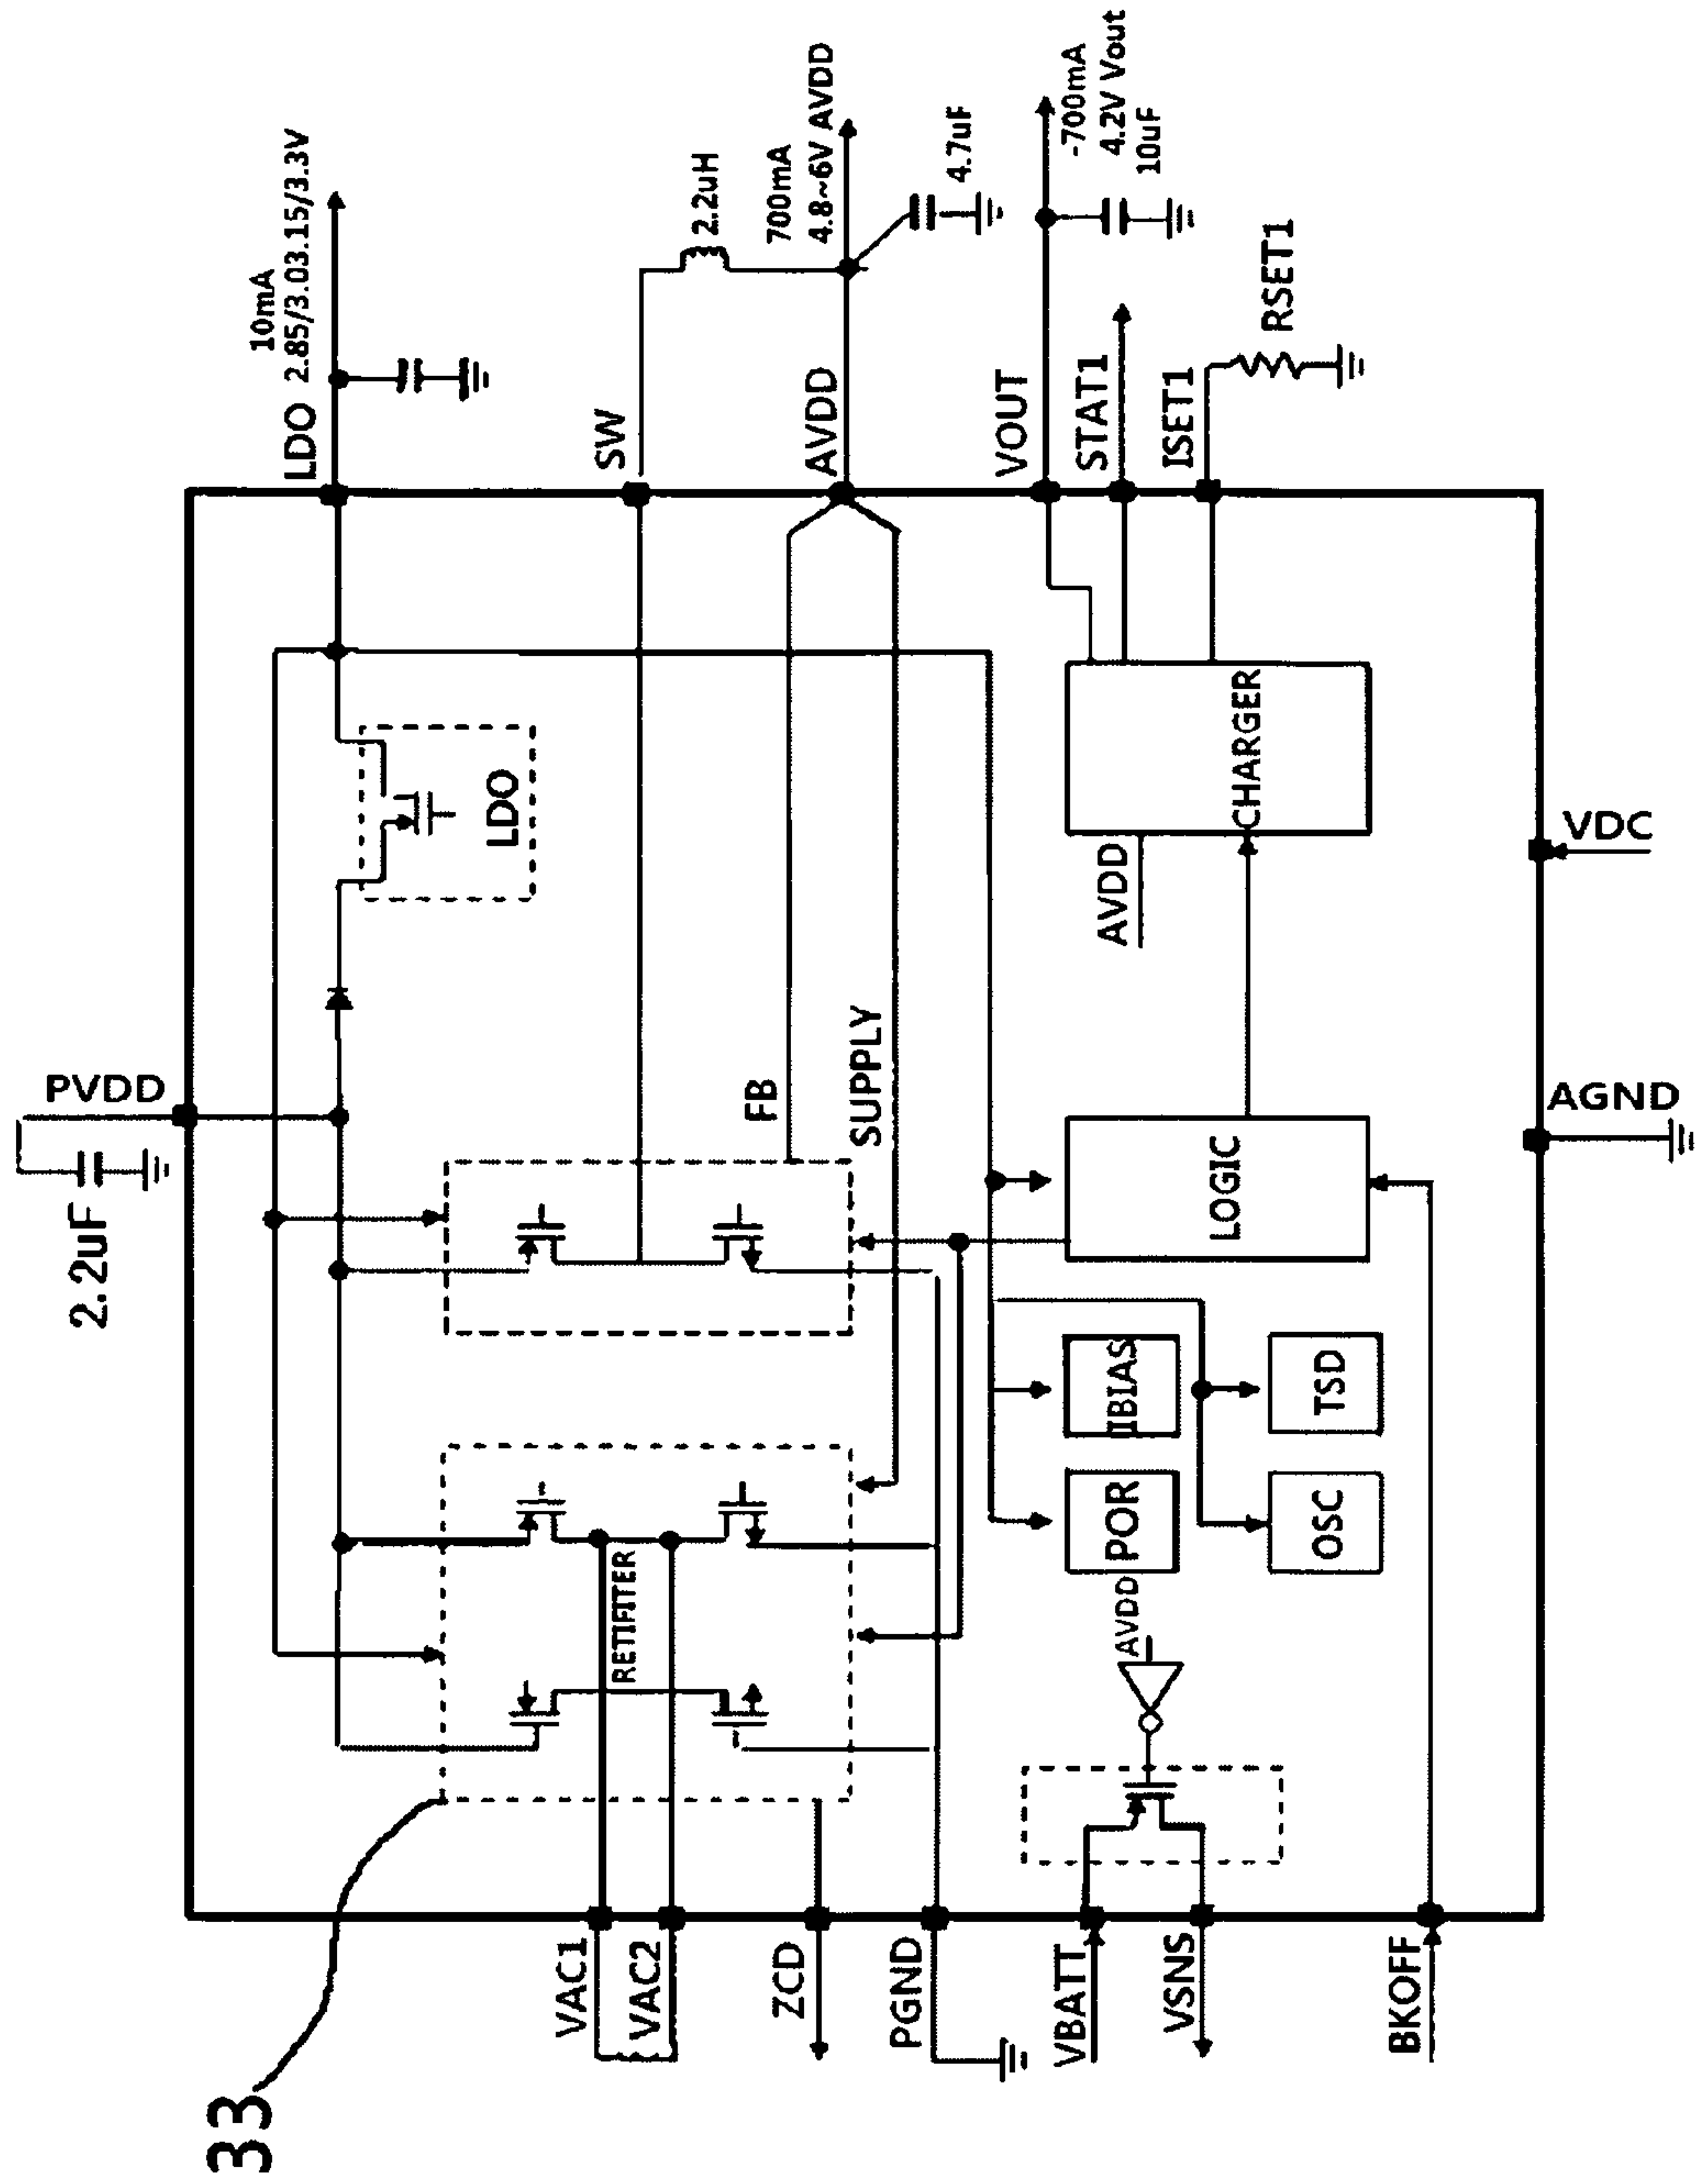 10mA
2.85/3.03.15/3.3V
LDO
2.2uH
SW
700mA
4.8~6V AVDD
AVDD
4.7uF
-700mA
4.2V Vout
10uF
VOUT
STAT1
ISET1
RSET1
PVDD
2.2uF
LDO
FB
SUPPLY
AVDD
CHARGER
LOGIC
VDC
AGND
IBIAS
TSD
POR
OSC
AVDD
RETIFITER
33
VAC1
VAC2
ZCD
PGND
VBATT
VSNS
BKOFF